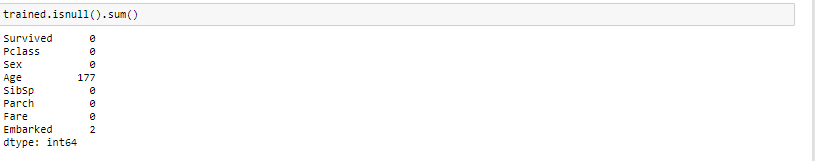 trained.isnull().sum()
Survived 0
Pclass 0
Sex 0
Age 177
SibSp 0
Parch 0
Fare 0
Embarked 2
dtype: int64